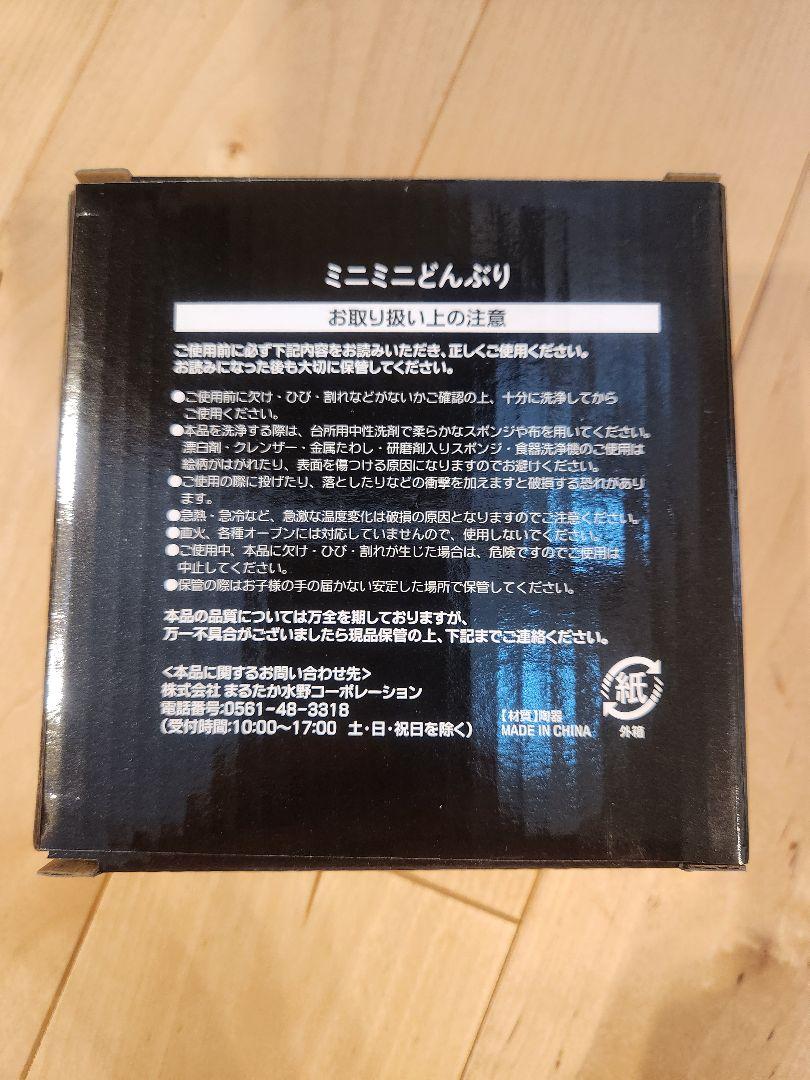 ミニミニどんぶり
お取り扱い上の注意
ご使用前に必ず下記内容をお読みいただき、正しくご使用ください。
お読みになった後も大切に保管してください。
●ご使用前に欠け・ひび・割れなどがないかご確認の上、十分に洗浄してから
ご使用ください。
●本品を洗浄する際は、台所用中性洗剤で柔らかなスポンジや布を用いてください。
漂白剤・クレンザー・金属たわし・研磨剤入りスポンジ・食器洗浄機のご使用は
絵柄がはがれたり、表面を傷つける原因になりますのでお避けください。
●ご使用の際に投げたり、落としたりなどの衝撃を加えますと破損する恐れがあり
ます。
●急熱・急冷など、急激な温度変化は破損の原因となりますのでご注意ください。
●直火、各種オーブンには対応していませんので、使用しないでください。
●ご使用中、本品に欠け・ひび・割れが生じた場合は、危険ですのでご使用は
中止してください。
●保管の際はお子様の手の届かない安定した場所で保管してください。
本品の品質については万全を期しておりますが、
万一不具合がございましたら現品保管の上、下記までご連絡ください。
<本品に関するお問い合わせ先>
株式会社 まるたか水野コーポレーション
電話番号:0561-48-3318
(受付時間:10:00〜17:00 土・日・祝日を除く)
【材質】陶器
MADE IN CHINA
紙
外箱